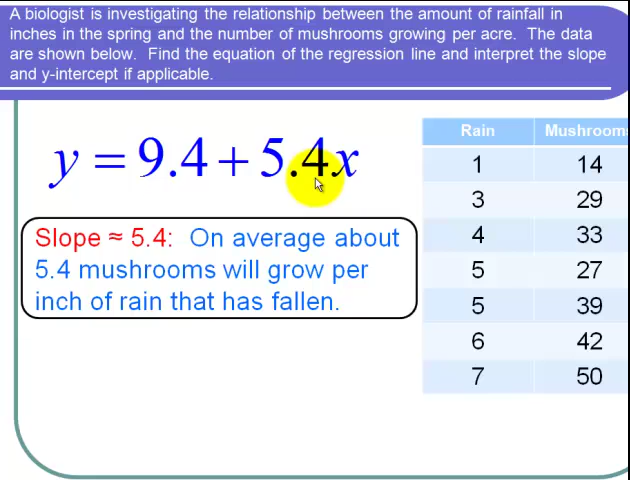 A biologist is investigating the relationship between the amount of rainfall in
inches in the spring and the number of mushrooms growing per acre. The data
are shown below. Find the equation of the regression line and interpret the slope
and y-intercept if applicable.
y = 9.4 + 5.4x
Slope ≈ 5.4: On average about
5.4 mushrooms will grow per
inch of rain that has fallen.
Rain Mushrooms
1 14
3 29
4 33
5 27
5 39
6 42
7 50